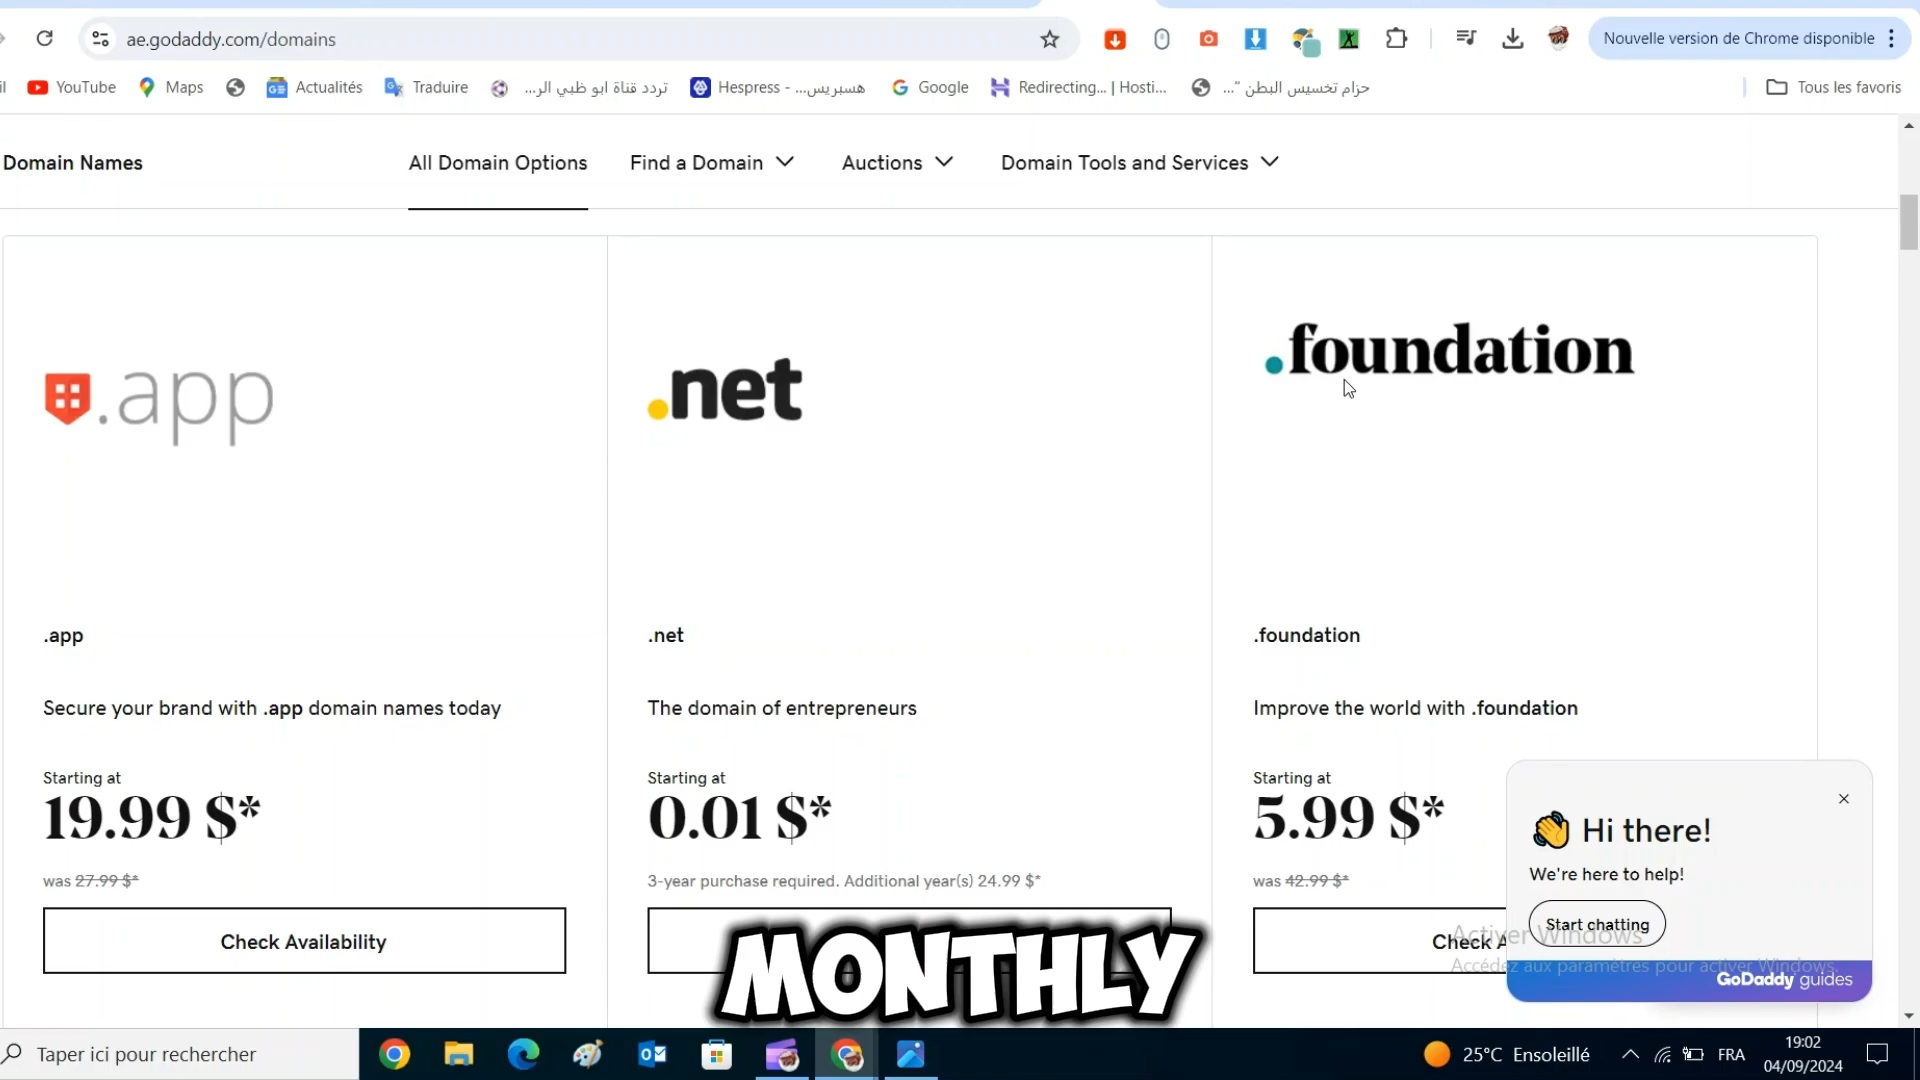 ae.godaddy.com/domains
Nouvelle version de Chrome disponible
YouTube
Maps
Actualités
Traduire
تردد قناة ابو ظبي الر...
Hespress - هسبريس...
Google
Redirecting... | Hosti...
حزام تخسيس البطن "...
Tous les favoris
Domain Names
All Domain Options
Find a Domain
Auctions
Domain Tools and Services
.app
.net
.foundation
.app
.net
.foundation
Secure your brand with .app domain names today
The domain of entrepreneurs
Improve the world with .foundation
Starting at
19.99 $*
Starting at
0.01 $*
Starting at
5.99 $*
was 27.99 $*
3-year purchase required. Additional year(s) 24.99 $*
was 42.99 $*
Check Availability
Check A
MONTHLY
Hi there!
We're here to help!
Start chatting
Activer Windows
Accédez aux paramètres pour activer Windows.
GoDaddy guides
Taper ici pour rechercher
25°C Ensoleillé
FRA
19:02
04/09/2024